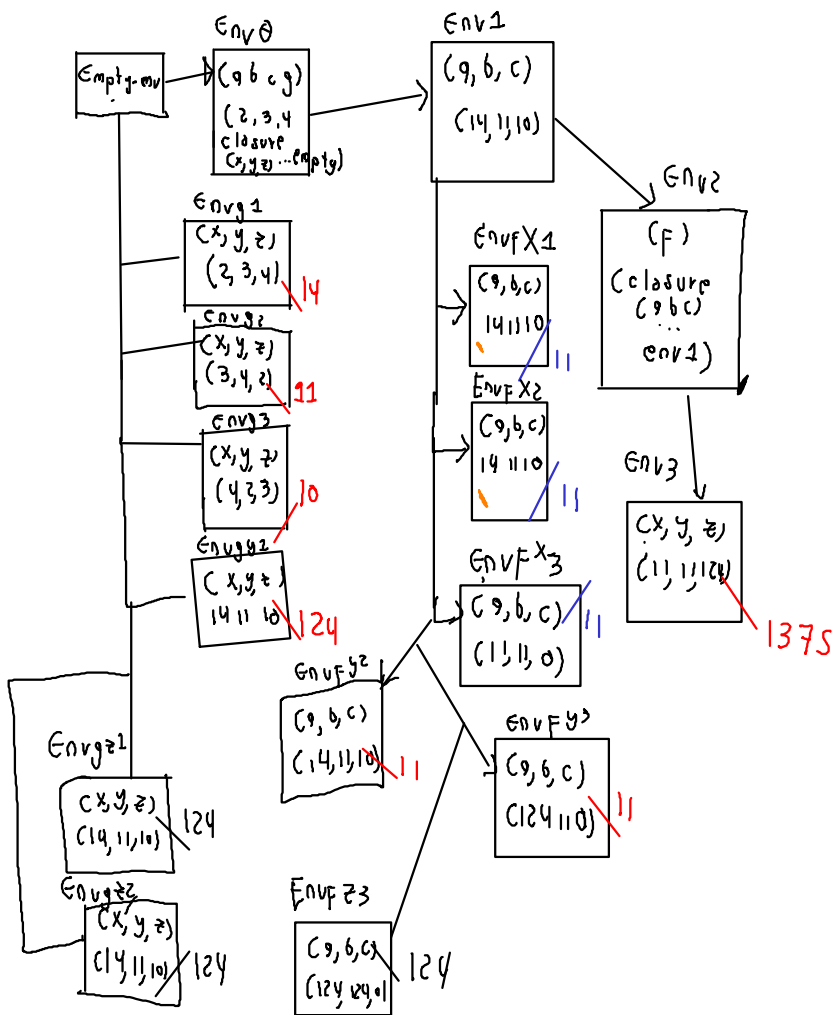 Env0
Empty-env
(a b c g)
(2, 3, 4
closure
(x, y, z) ... empty)
Env1
(a, b, c)
(14, 11, 10)
Env2
(F)
(closure
(a b c)
...
env1)
Envg1
(x, y, z)
(2, 3, 4)
14
envg2
(x, y, z)
(3, 4, 2)
11
envg3
(x, y, z)
(4, 2, 3)
10
Envgy2
(x, y, z)
14 11 10
124
EnvfX1
(a, b, c)
14 11 10
11
EnvFX2
(a, b, c)
14 11 10
11
EnvFX3
(a, b, c)
(11, 11, 0)
11
Env3
(x, y, z)
(11, 11, 124)
1375
EnvFy2
(a, b, c)
(14, 11, 10)
11
EnvFy3
(a, b, c)
(124 11 0)
11
Envgz1
(x, y, z)
(14, 11, 10)
124
Envgz2
(x, y, z)
(14, 11, 10)
124
EnvFz3
(a, b, c)
(124, 124, 0)
124